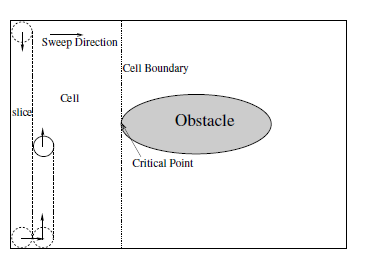 Sweep Direction
Cell Boundary
Cell
slice
Obstacle
Critical Point